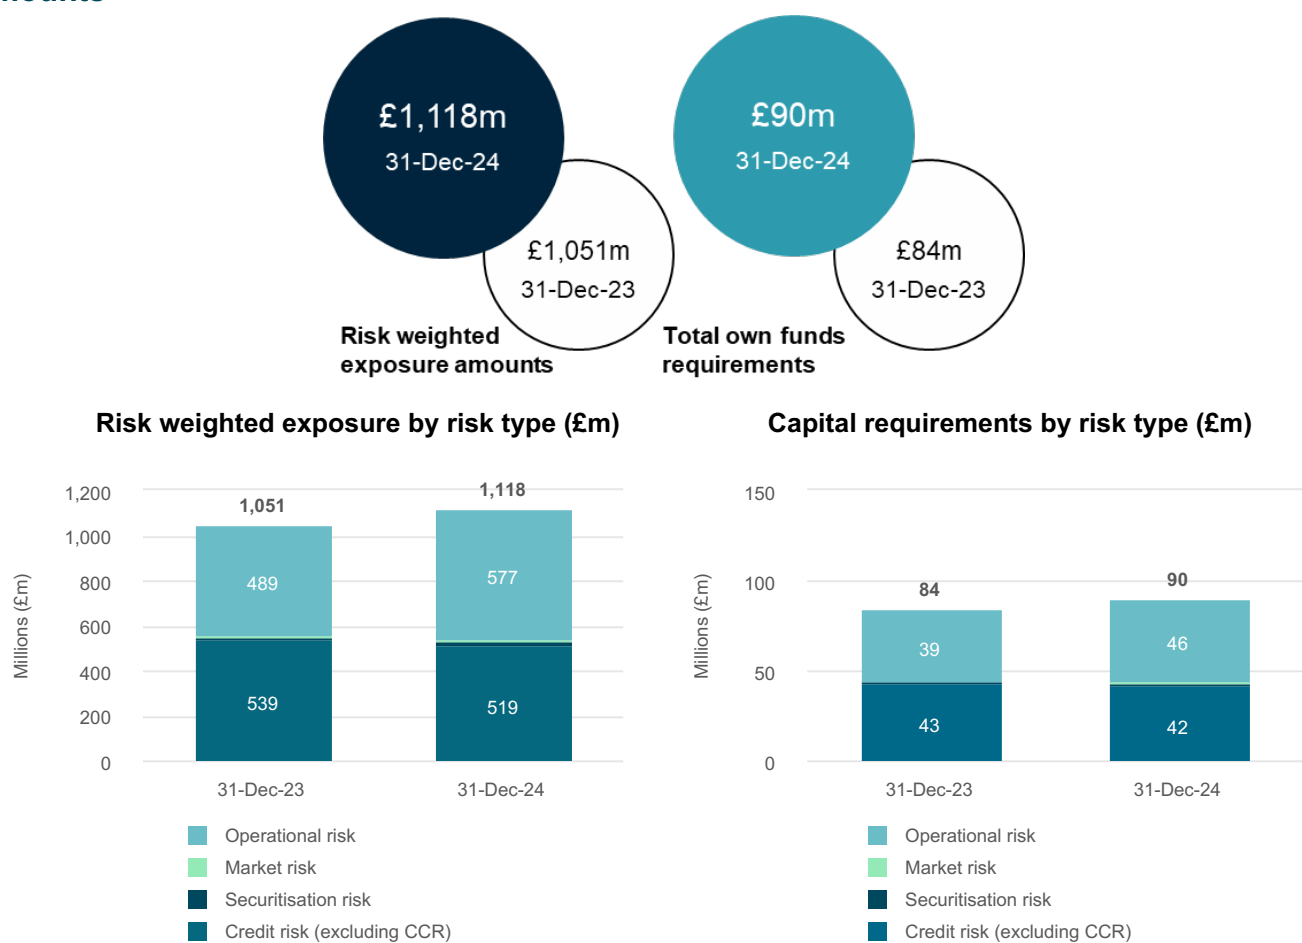 £1,118m
31-Dec-24
£90m
31-Dec-24
£1,051m
31-Dec-23
£84m
31-Dec-23
Risk weighted
exposure amounts
Total own funds
requirements
Risk weighted exposure by risk type (£m)
Millions (£m)
1,200
1,000
800
600
400
200
0
1,051
489
539
1,118
577
519
31-Dec-23
31-Dec-24
Operational risk
Market risk
Securitisation risk
Credit risk (excluding CCR)
Capital requirements by risk type (£m)
Millions (£m)
150
100
50
0
84
39
43
90
46
42
31-Dec-23
31-Dec-24
Operational risk
Market risk
Securitisation risk
Credit risk (excluding CCR)